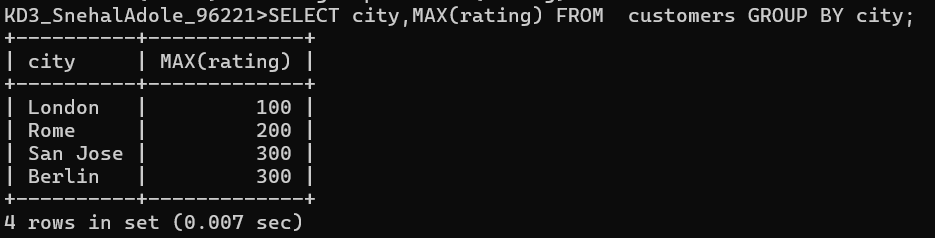 KD3_SnehalAdole_96221>SELECT city,MAX(rating) FROM  customers GROUP BY city;
+----------+-------------+
| city     | MAX(rating) |
+----------+-------------+
| London   |         100 |
| Rome     |         200 |
| San Jose |         300 |
| Berlin   |         300 |
+----------+-------------+
4 rows in set (0.007 sec)